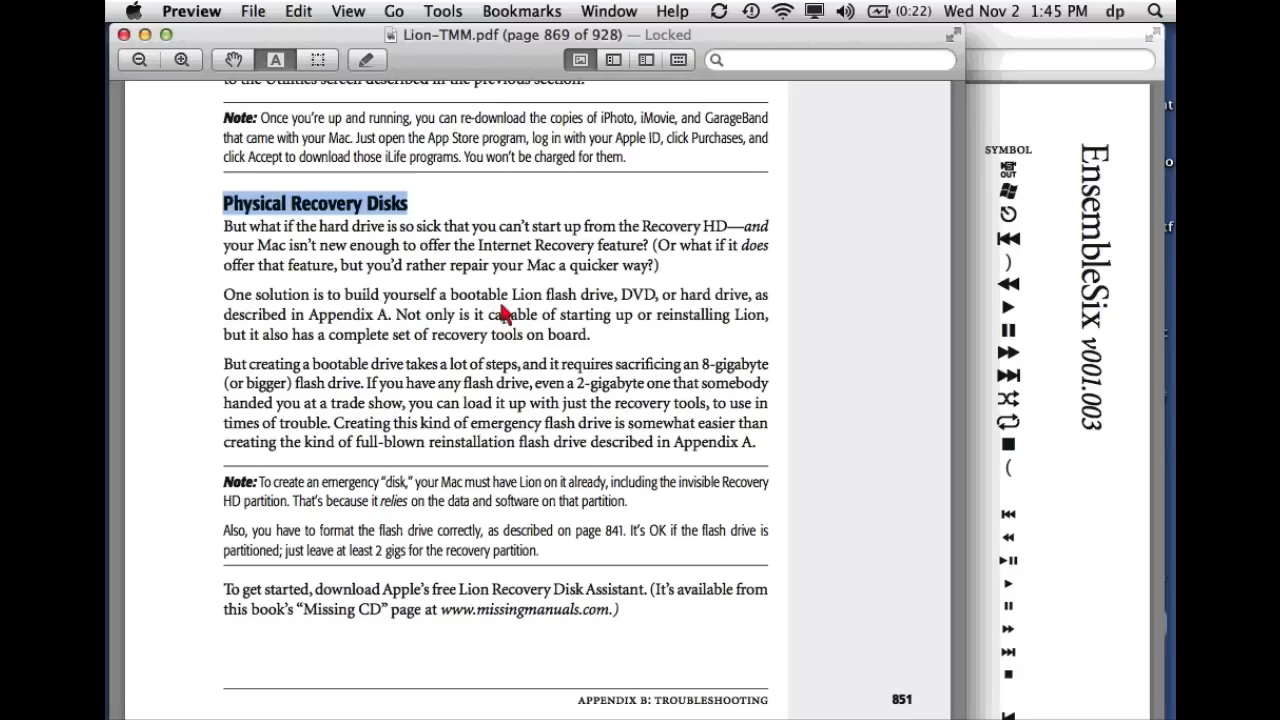 Preview File Edit View Go Tools Bookmarks Window Help (0:22) Wed Nov 2 1:45 PM dp
Lion-TMM.pdf (page 869 of 928) — Locked
to the Utilities screen described in the previous section.
Note: Once you're up and running, you can re-download the copies of iPhoto, iMovie, and GarageBand
that came with your Mac. Just open the App Store program, log in with your Apple ID, click Purchases, and
click Accept to download those iLife programs. You won't be charged for them.
Physical Recovery Disks
But what if the hard drive is so sick that you can't start up from the Recovery HD—and
your Mac isn't new enough to offer the Internet Recovery feature? (Or what if it does
offer that feature, but you'd rather repair your Mac a quicker way?)
One solution is to build yourself a bootable Lion flash drive, DVD, or hard drive, as
described in Appendix A. Not only is it capable of starting up or reinstalling Lion,
but it also has a complete set of recovery tools on board.
But creating a bootable drive takes a lot of steps, and it requires sacrificing an 8-gigabyte
(or bigger) flash drive. If you have any flash drive, even a 2-gigabyte one that somebody
handed you at a trade show, you can load it up with just the recovery tools, to use in
times of trouble. Creating this kind of emergency flash drive is somewhat easier than
creating the kind of full-blown reinstallation flash drive described in Appendix A.
Note: To create an emergency "disk," your Mac must have Lion on it already, including the invisible Recovery
HD partition. That's because it relies on the data and software on that partition.
Also, you have to format the flash drive correctly, as described on page 841. It's OK if the flash drive is
partitioned; just leave at least 2 gigs for the recovery partition.
To get started, download Apple's free Lion Recovery Disk Assistant. (It's available from
this book's "Missing CD" page at www.missingmanuals.com.)
APPENDIX B: TROUBLESHOOTING 851
SYMBOL
OUT
)
(
EnsembleSix v001.003